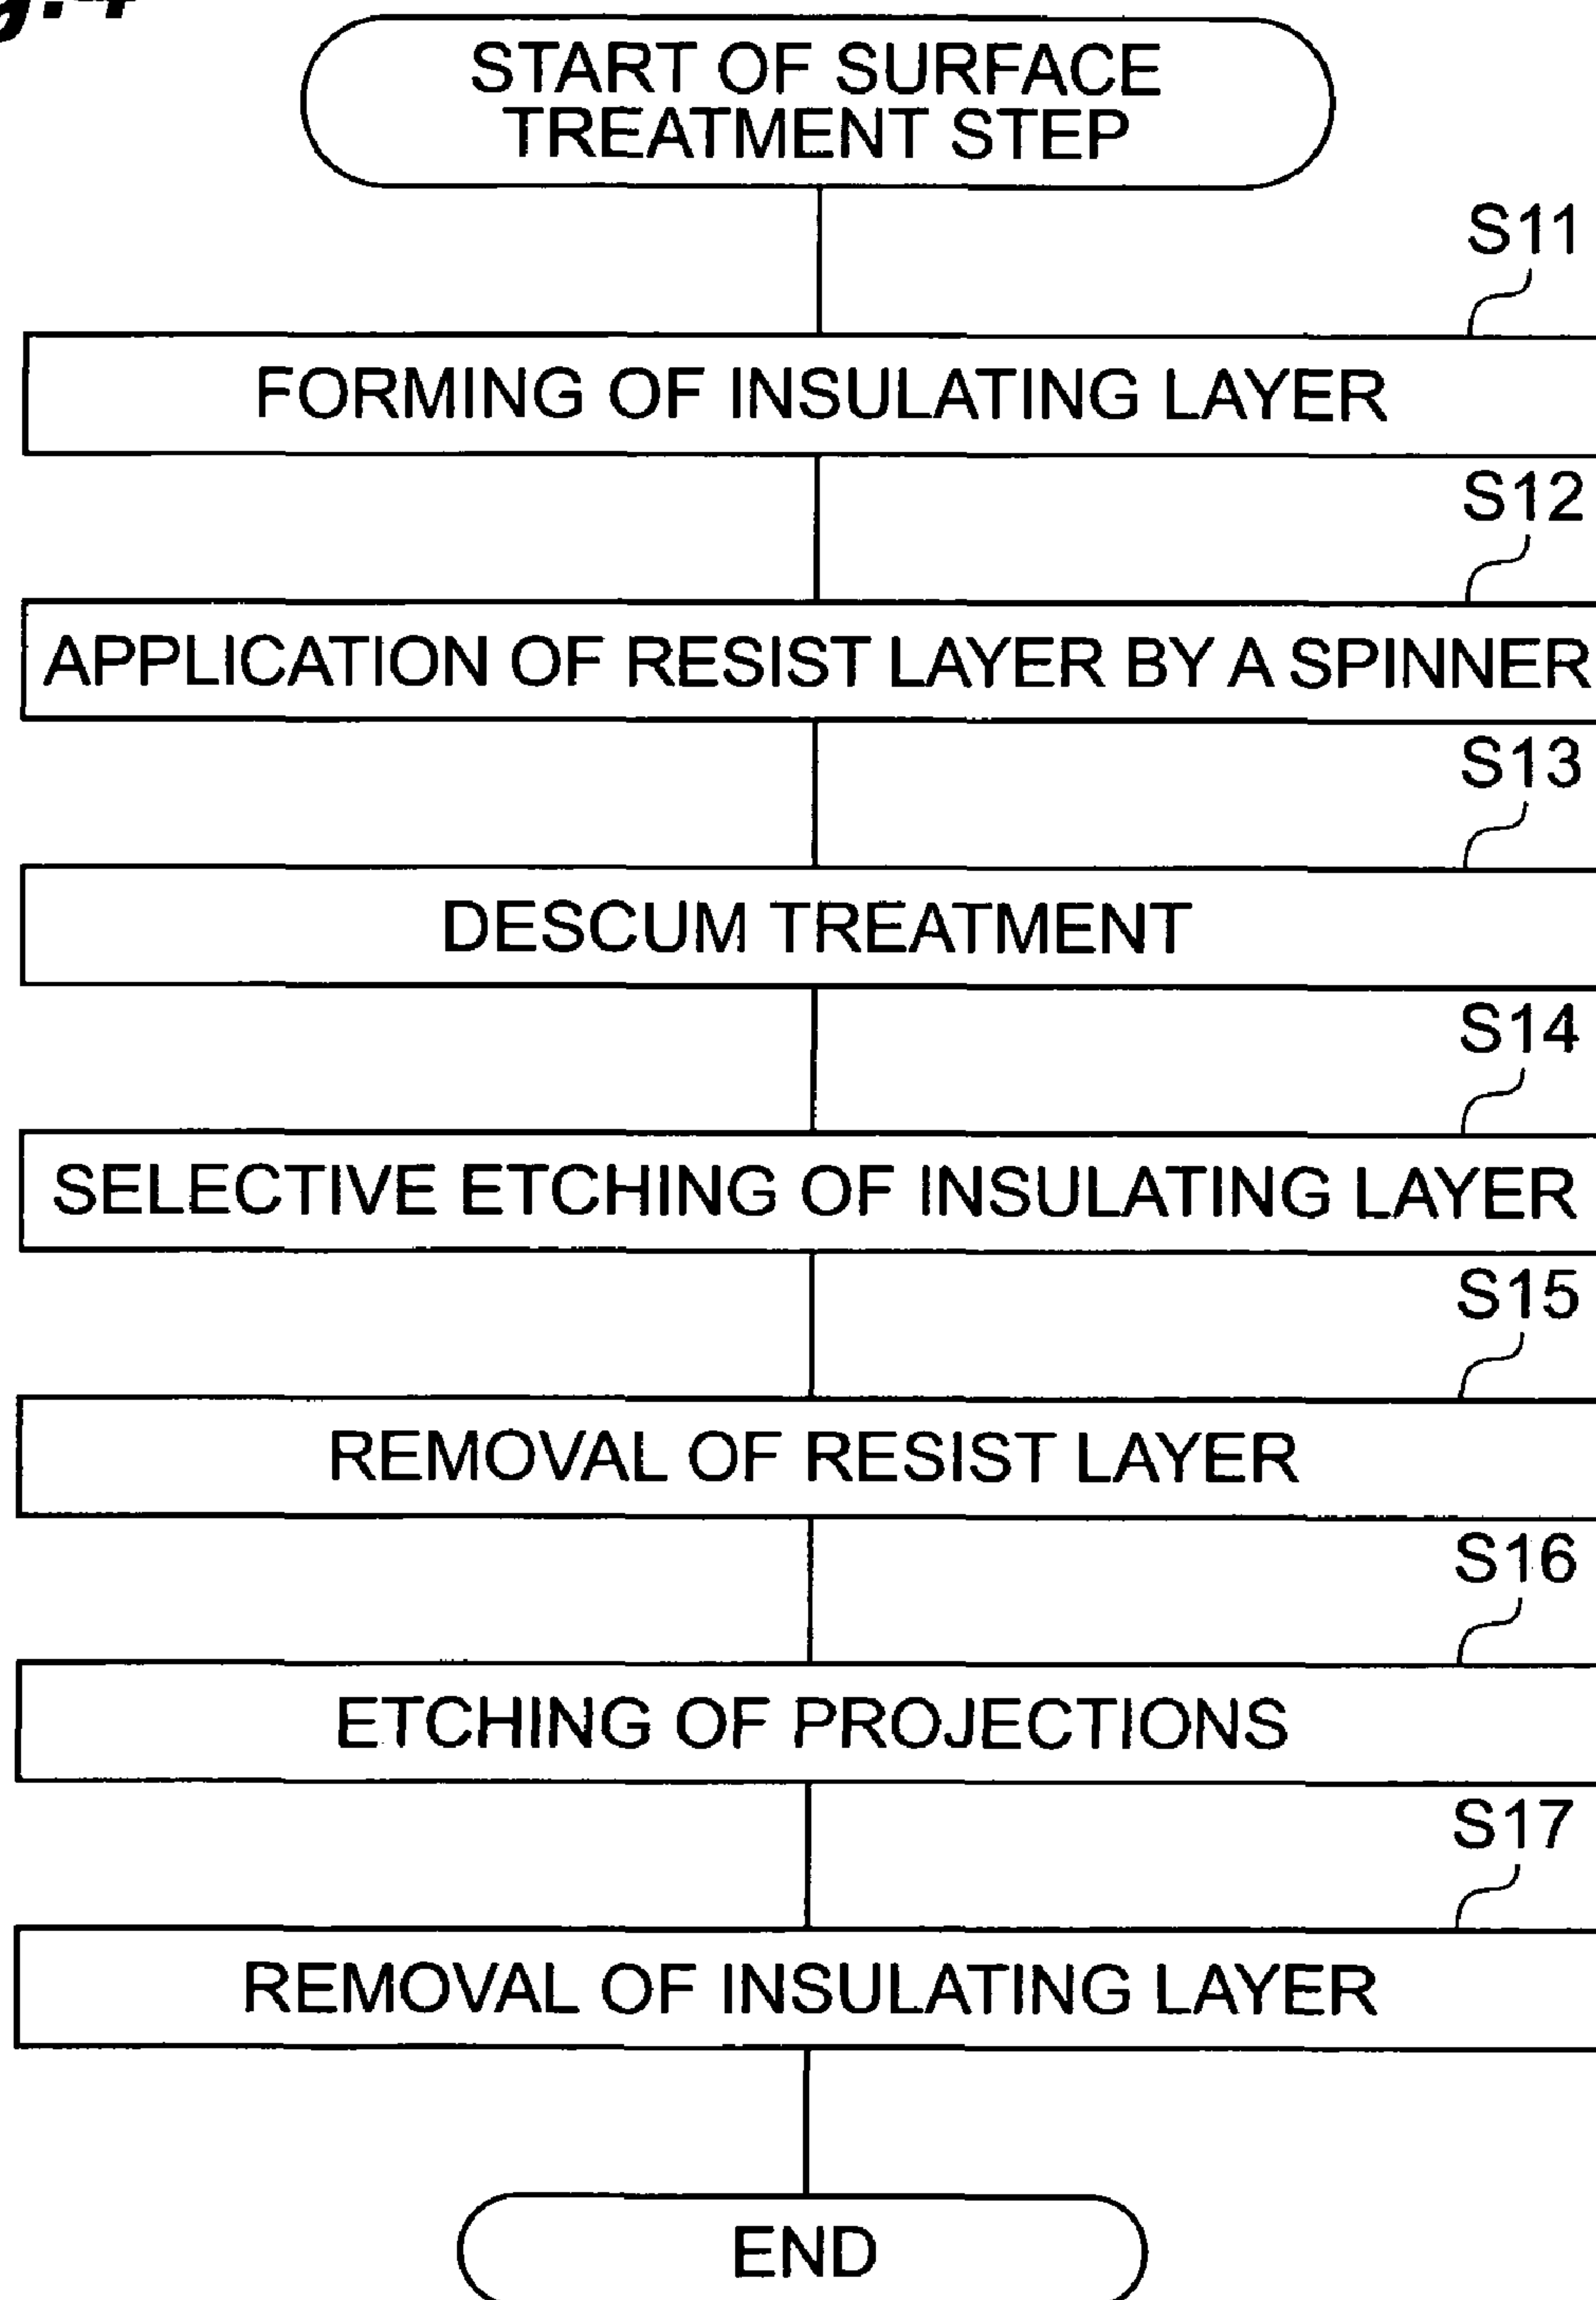 START OF SURFACE
TREATMENT STEP
S11
FORMING OF INSULATING LAYER
S12
APPLICATION OF RESIST LAYER BY A SPINNER
S13
DESCUM TREATMENT
S14
SELECTIVE ETCHING OF INSULATING LAYER
S15
REMOVAL OF RESIST LAYER
S16
ETCHING OF PROJECTIONS
S17
REMOVAL OF INSULATING LAYER
END